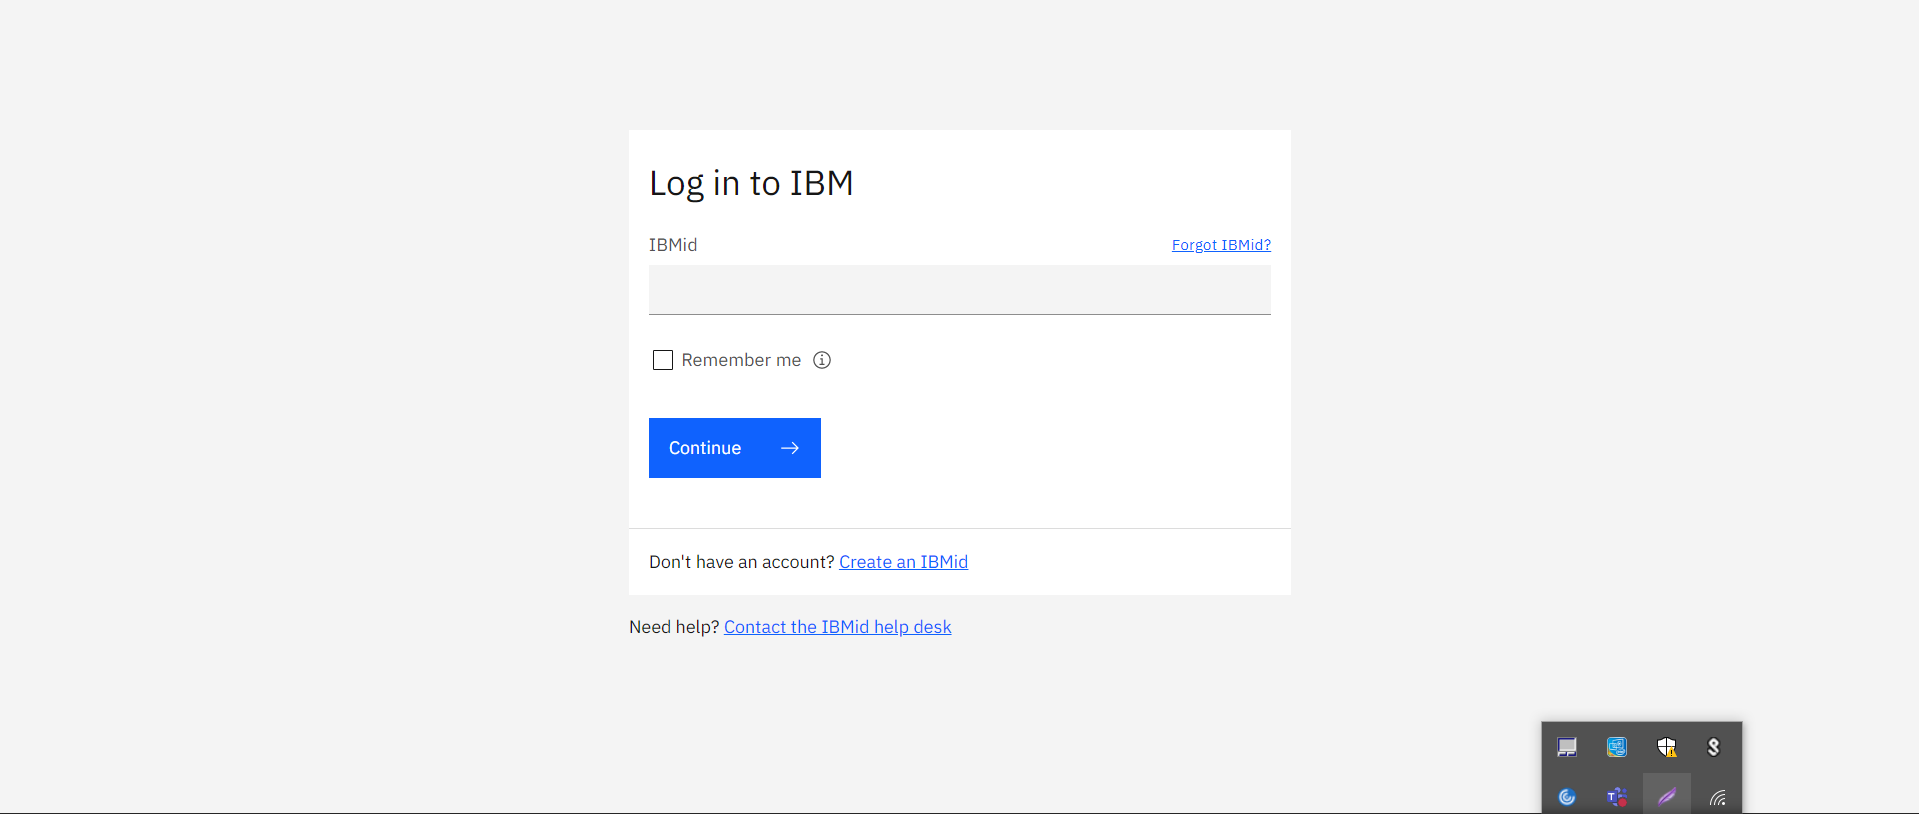 Log in to IBM
IBMid
Forgot IBMid?
Remember me
Continue
Don't have an account? Create an IBMid
Need help? Contact the IBMid help desk